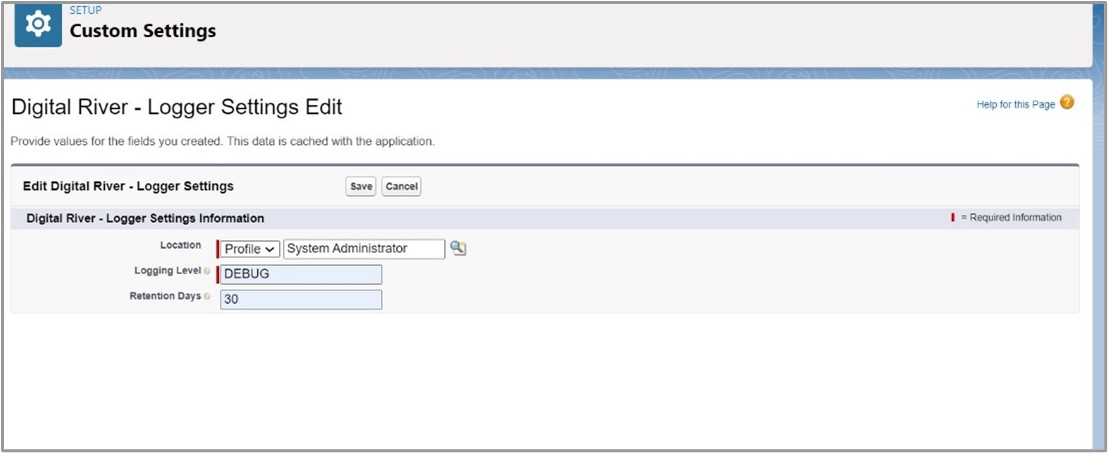 SETUP
Custom Settings
Digital River - Logger Settings Edit
Help for this Page ?
Provide values for the fields you created. This data is cached with the application.
Edit Digital River - Logger Settings Save Cancel
Digital River - Logger Settings Information = Required Information
Location Profile System Administrator
Logging Level DEBUG
Retention Days 30